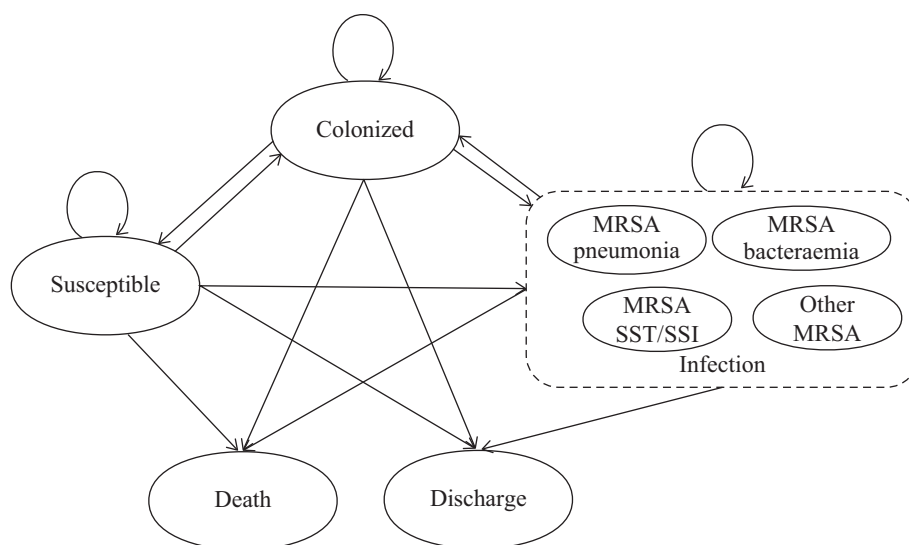 Colonized
Susceptible
MRSA
pneumonia
MRSA
bacteraemia
MRSA
SST/SSI
Other
MRSA
Infection
Death
Discharge